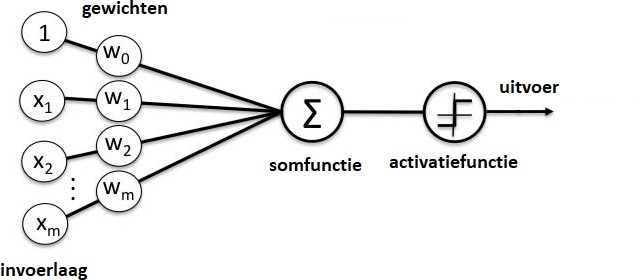 gewichten
1
w0
x1
w1
x2
w2
⋮
wm
xm
Σ
uitvoer
somfunctie
activatiefunctie
invoerlaag